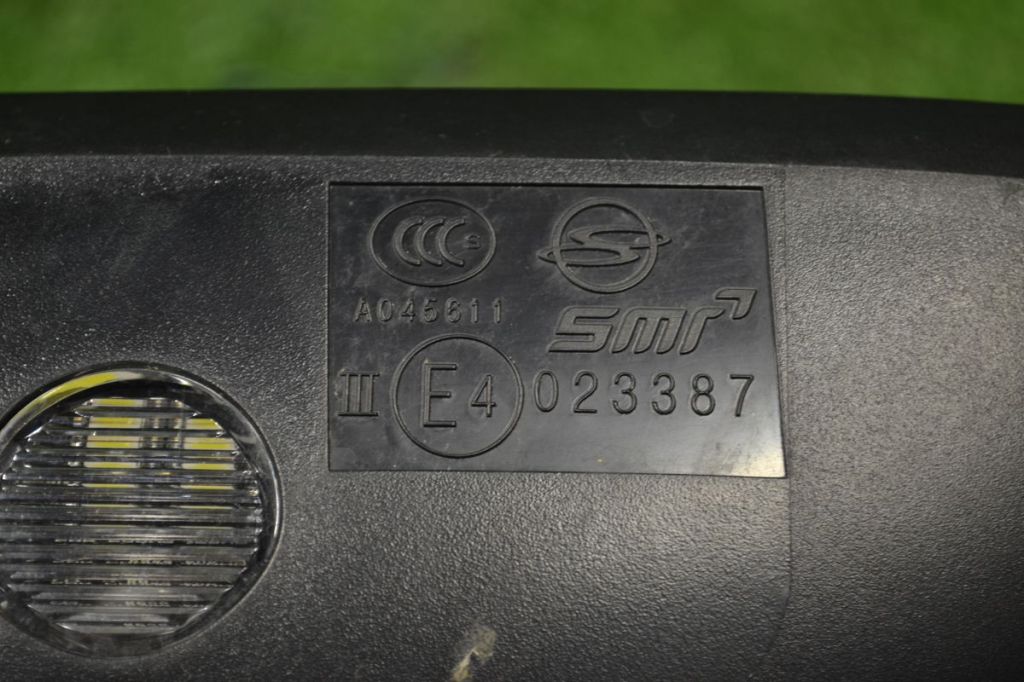 CCC S
A045611
SMR
III E4 023387